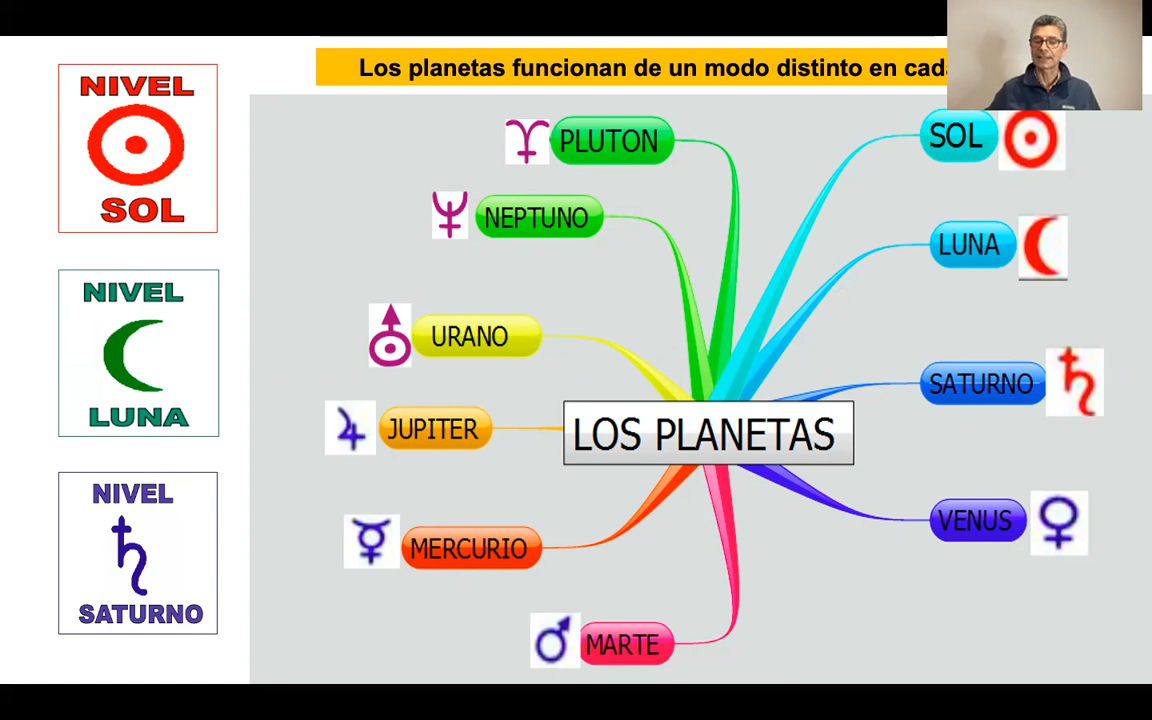 Los planetas funcionan de un modo distinto en cada
NIVEL
SOL
NIVEL
LUNA
NIVEL
SATURNO
PLUTON
NEPTUNO
URANO
JUPITER
MERCURIO
MARTE
LOS PLANETAS
SOL
LUNA
SATURNO
VENUS